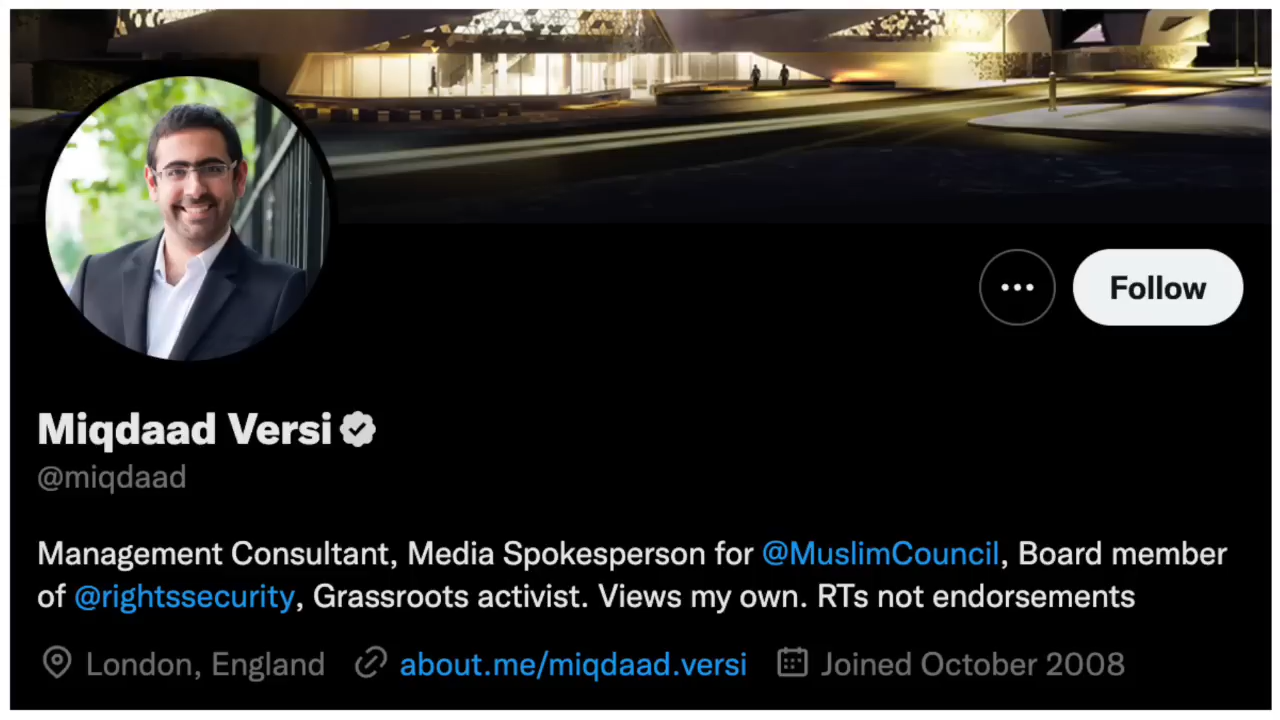 Follow
Miqdaad Versi
@miqdaad
Management Consultant, Media Spokesperson for @MuslimCouncil, Board member
of @rightssecurity, Grassroots activist. Views my own. RTs not endorsements
London, England about.me/miqdaad.versi Joined October 2008